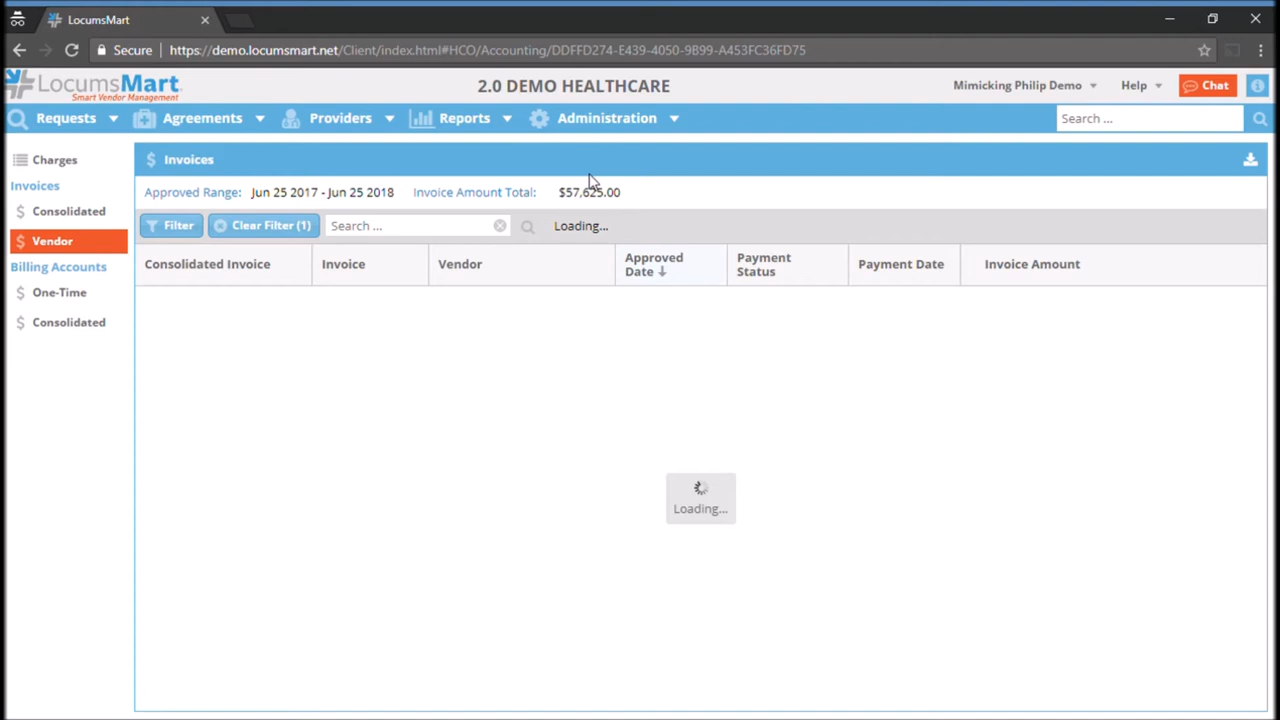 LocumsMart
Secure https://demo.locumsmart.net/Client/index.html#HCO/Accounting/DDFFD274-E439-4050-9B99-A453FC36FD75
LocumsMart
Smart Vendor Management
2.0 DEMO HEALTHCARE
Mimicking Philip Demo Help Chat
Requests Agreements Providers Reports Administration Search ...
Charges
Invoices
Consolidated
Vendor
Billing Accounts
One-Time
Consolidated
Invoices
Approved Range: Jun 25 2017 - Jun 25 2018 Invoice Amount Total: $57,625.00
Filter Clear Filter (1) Search ... Loading...
Consolidated Invoice Invoice Vendor Approved Date Payment Status Payment Date Invoice Amount
Loading...